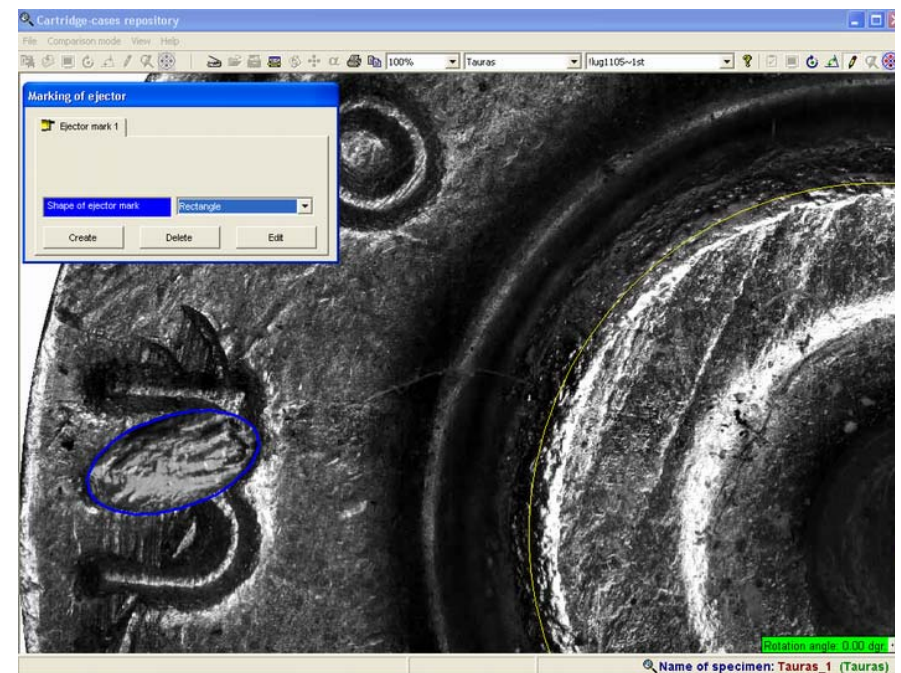 Cartridge-cases repository
File Comparison mode View Help
α 100% Tauras !lug1105~1st
Marking of ejector
Ejector mark 1
Shape of ejector mark Rectangle
Create Delete Edit
Rotation angle: 0.00 dgr.
Name of specimen: Tauras_1 (Tauras)